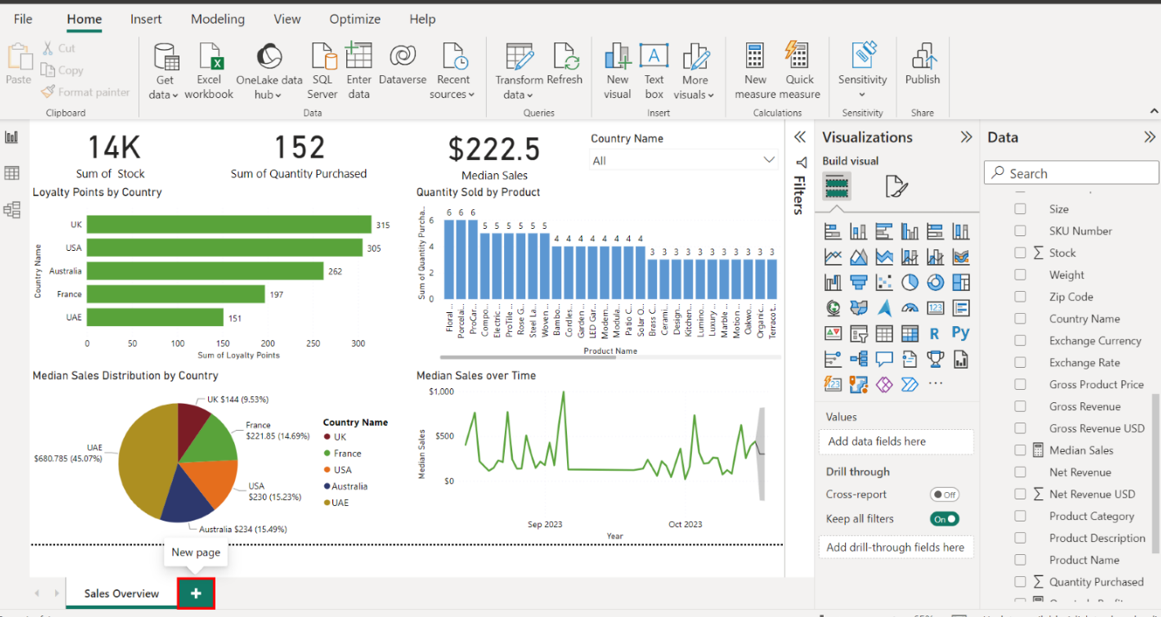 File Home Insert Modeling View Optimize Help
Paste
Cut
Copy
Format painter
Clipboard
Get data
Excel workbook
OneLake data hub
SQL Server
Enter data
Dataverse
Recent sources
Data
Transform data
Refresh
Queries
New visual
Text box
More visuals
Insert
New measure
Quick measure
Calculations
Sensitivity
Sensitivity
Publish
Share
14K
Sum of Stock
152
Sum of Quantity Purchased
$222.5
Median Sales
Country Name
All
Loyalty Points by Country
Country Name
UK 315
USA 305
Australia 262
France 197
UAE 151
0 50 100 150 200 250 300
Sum of Loyalty Points
Quantity Sold by Product
Sum of Quantity Purcha...
6
4
2
0
6 6 6 5 5 5 5 5 5 4 4 4 4 4 4 4 4 3 3 3 3 3 3 3 3 3 3 3
Floral ...
Porcelai...
ProCar...
Compo...
Electric...
ProTile ...
Rose G...
Steel La...
Woven ...
Bambo...
Cordles...
Garden ...
LED Gar...
Modern...
Modula...
Patio C...
Solar O...
Brass C...
Cerami...
Design...
Kitchen...
Lumino...
Luxury ...
Marble ...
Motion ...
Oakwo...
Organic...
Terracot...
Product Name
Median Sales Distribution by Country
UK $144 (9.53%)
France
$221.85 (14.69%)
USA
$230 (15.23%)
Australia $234 (15.49%)
UAE
$680.785 (45.07%)
Country Name
UK
France
USA
Australia
UAE
Median Sales over Time
Median Sales
$1,000
$500
$0
Sep 2023 Oct 2023
Year
New page
Sales Overview +
Filters
Visualizations
Build visual
R Py
123
Values
Add data fields here
Drill through
Cross-report Off
Keep all filters On
Add drill-through fields here
Data
Search
Size
SKU Number
Stock
Weight
Zip Code
Country Name
Exchange Currency
Exchange Rate
Gross Product Price
Gross Revenue
Gross Revenue USD
Median Sales
Net Revenue
Net Revenue USD
Product Category
Product Description
Product Name
Quantity Purchased